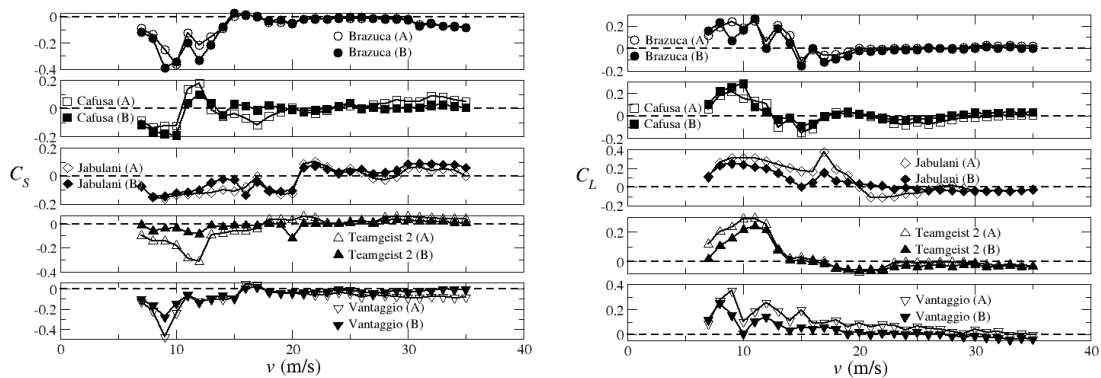 0
-0.2
-0.4
Brazuca (A)
Brazuca (B)
0.2
0
-0.2
Cafusa (A)
Cafusa (B)
0.2
0
-0.2
Jabulani (A)
Jabulani (B)
C_S
0
-0.2
-0.4
Teamgeist 2 (A)
Teamgeist 2 (B)
0
-0.2
-0.4
Vantaggio (A)
Vantaggio (B)
0 10 20 30 40
v (m/s)
0.2
0
-0.2
Brazuca (A)
Brazuca (B)
0.2
0
-0.2
Cafusa (A)
Cafusa (B)
0.4
0.2
0
-0.2
Jabulani (A)
Jabulani (B)
C_L
0.2
0
Teamgeist 2 (A)
Teamgeist 2 (B)
0.4
0.2
0
Vantaggio (A)
Vantaggio (B)
0 10 20 30 40
v (m/s)